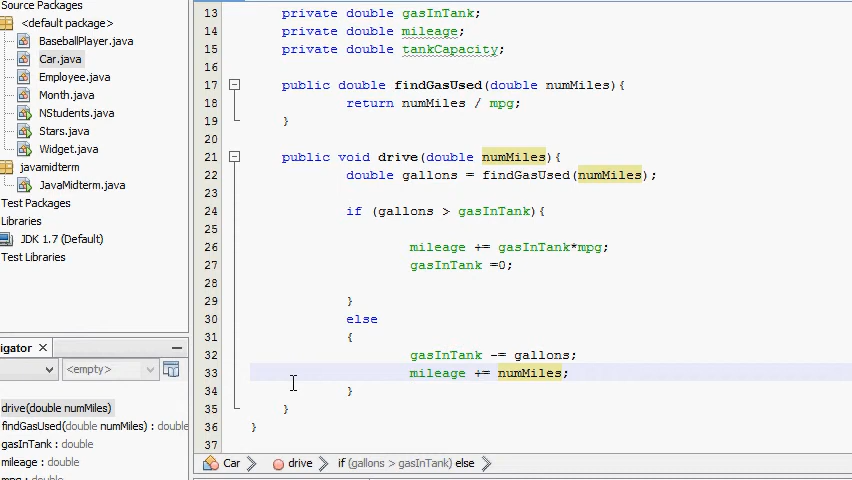 Source Packages
<default package>
BaseballPlayer.java
Car.java
Employee.java
Month.java
NStudents.java
Stars.java
Widget.java
javamidterm
JavaMidterm.java
Test Packages
Libraries
JDK 1.7 (Default)
Test Libraries
igator X
<empty>
drive(double numMiles)
findGasUsed(double numMiles) : double
gasInTank : double
mileage : double
mpg : double
13 private double gasInTank;
14 private double mileage;
15 private double tankCapacity;
16
17 public double findGasUsed(double numMiles){
18 return numMiles / mpg;
19 }
20
21 public void drive(double numMiles){
22 double gallons = findGasUsed(numMiles);
23
24 if (gallons > gasInTank){
25
26 mileage += gasInTank*mpg;
27 gasInTank =0;
28
29 }
30 else
31 {
32 gasInTank -= gallons;
33 mileage += numMiles;
34 }
35 }
36 }
37
Car drive if (gallons > gasInTank) else